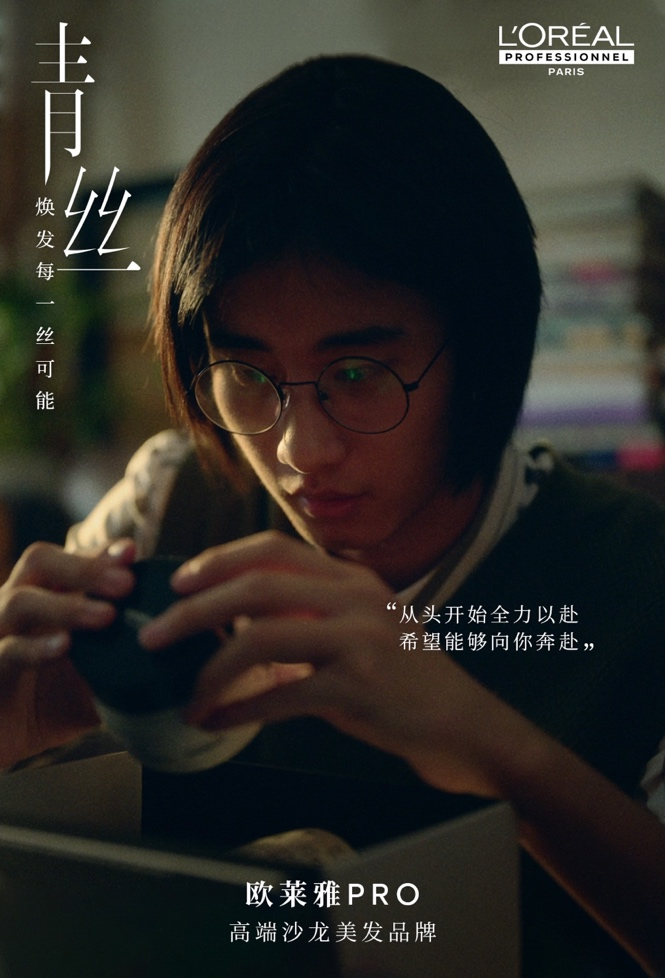 青丝
焕发每一丝可能
L'ORÉAL
PROFESSIONNEL
PARIS
“从头开始全力以赴
希望能够向你奔赴”
欧莱雅PRO
高端沙龙美发品牌